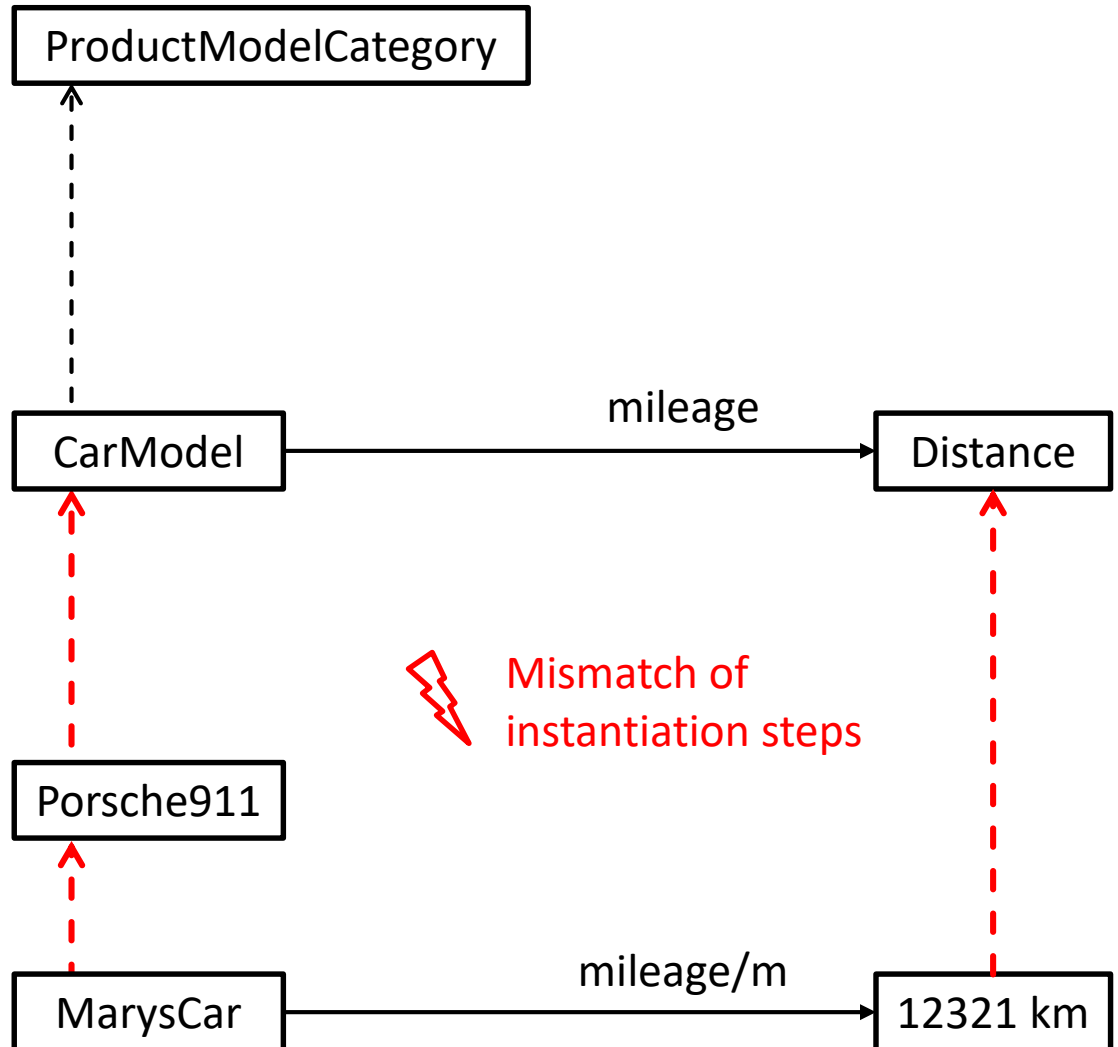 ProductModelCategory
mileage
CarModel
Distance
Mismatch of
instantiation steps
Porsche911
mileage/m
MarysCar
12321 km